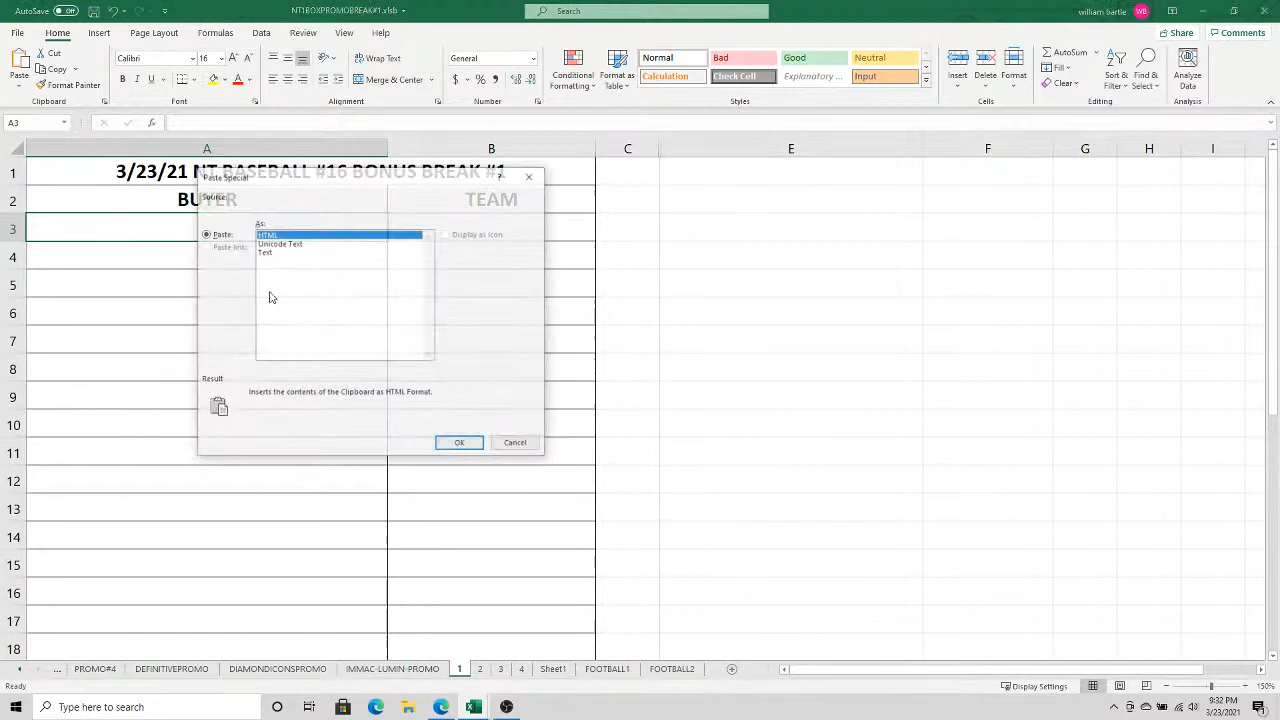 AutoSave Off NT1BOXPROMOBREAK#1.xlsb Search william bartle WB
File Home Insert Page Layout Formulas Data Review View Help Share Comments
Paste Cut Copy Format Painter Clipboard
Calibri 16 B I U Font
Merge & Center Alignment
General $ % Number
Conditional Formatting Format as Table
Normal Bad Good Neutral
Calculation Check Cell Explanatory ... Input
Styles
Insert Delete Format Cells
AutoSum Fill Clear Sort & Filter Find & Select Editing
Analyze Data Analysis
A3 fx
A B C D E F G H I
1 3/23/21 NT BASEBALL #16 BONUS BREAK #1
2 BUYER TEAM
3
4
5
6
7
8
9
10
11
12
13
14
15
16
17
18
Paste Special ?
Source:
As:
Paste: HTML Display as icon
Paste link: Unicode Text
Text
Result
Inserts the contents of the Clipboard as HTML Format.
OK Cancel
... PROMO#4 DEFINITIVEPROMO DIAMONDICONSPROMO IMMAC-LUMIN-PROMO 1 2 3 4 Sheet1 FOOTBALL1 FOOTBALL2
Ready Display Settings 150%
Type here to search 9:32 PM
3/23/2021